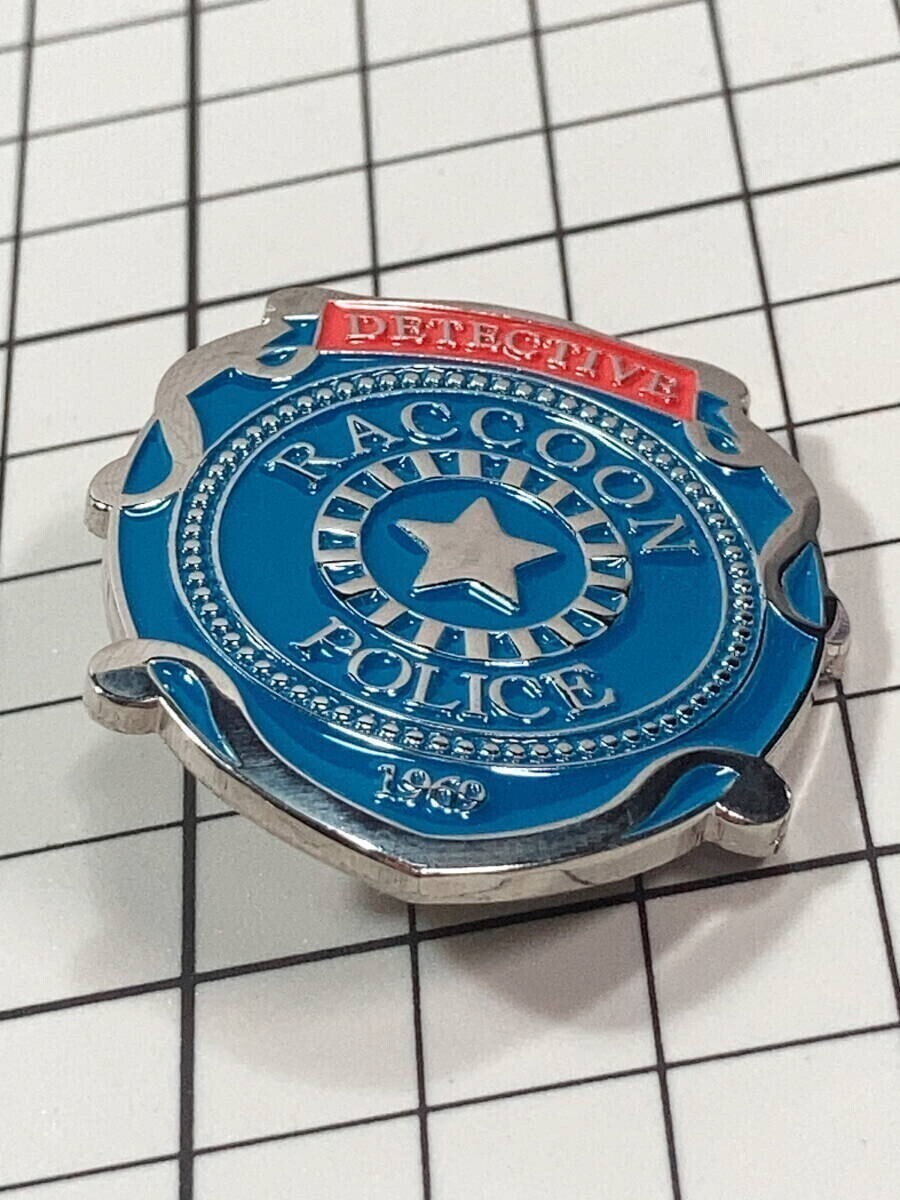 DETECTIVE
RACCOON
POLICE
1969